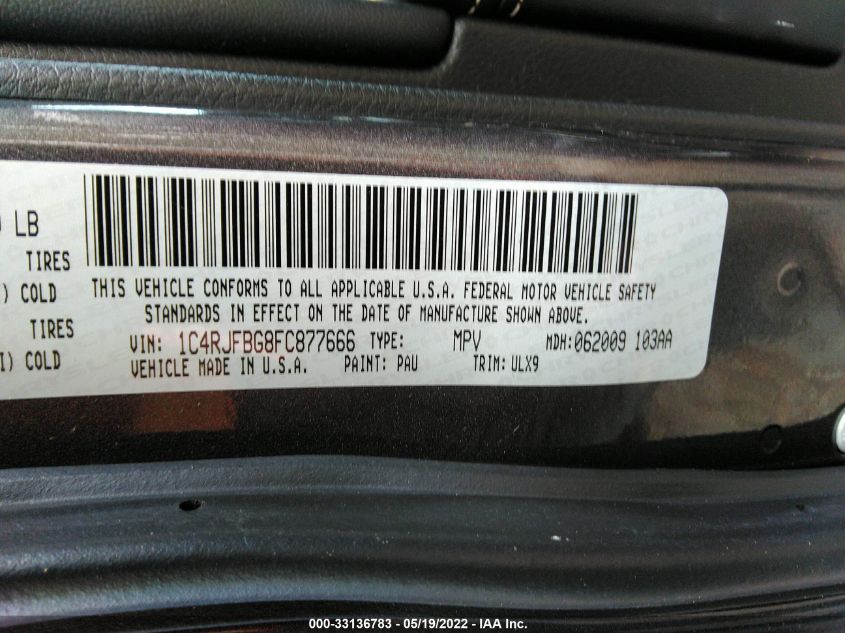 LB
TIRES
) COLD
TIRES
I) COLD
THIS VEHICLE CONFORMS TO ALL APPLICABLE U.S.A. FEDERAL MOTOR VEHICLE SAFETY
STANDARDS IN EFFECT ON THE DATE OF MANUFACTURE SHOWN ABOVE.
VIN: 1C4RJFBG8FC877666 TYPE: MPV MDH:062009 103AA
VEHICLE MADE IN U.S.A. PAINT: PAU TRIM: ULX9
000-33136783 - 05/19/2022 - IAA Inc.